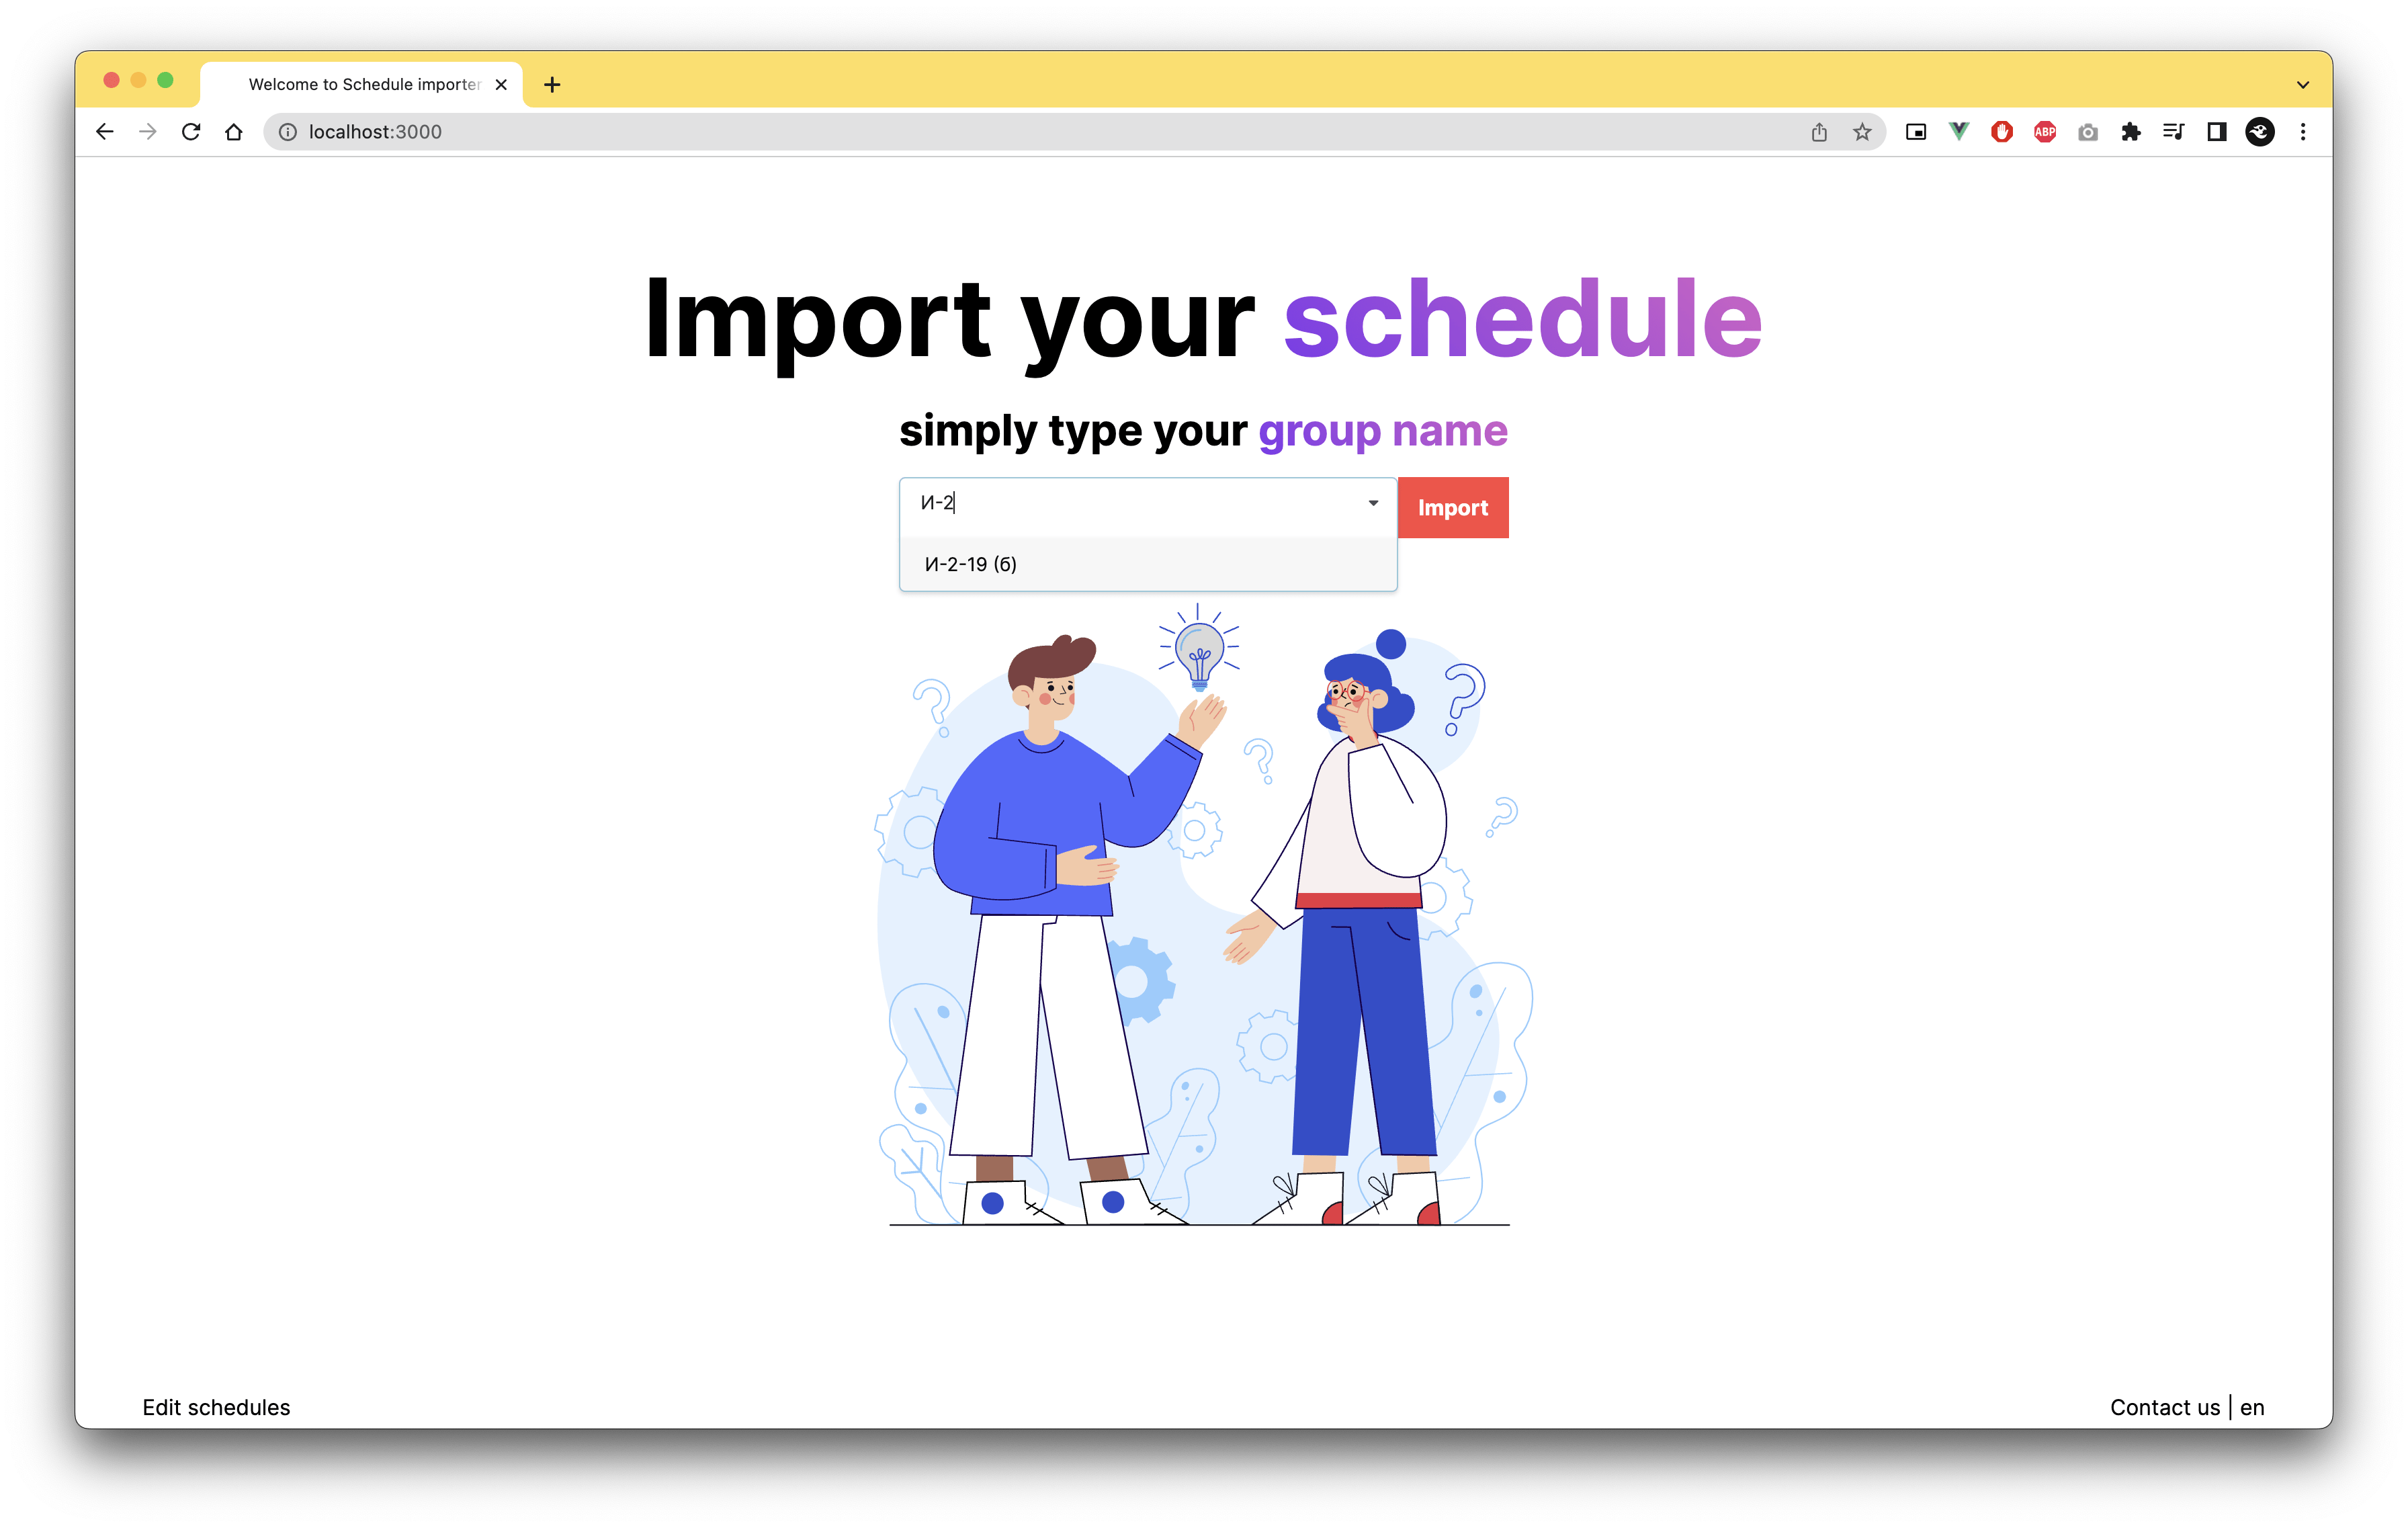 Welcome to Schedule importer
localhost:3000
ABP
Import your schedule
simply type your group name
И-2
Import
И-2-19 (б)
Edit schedules
Contact us | en